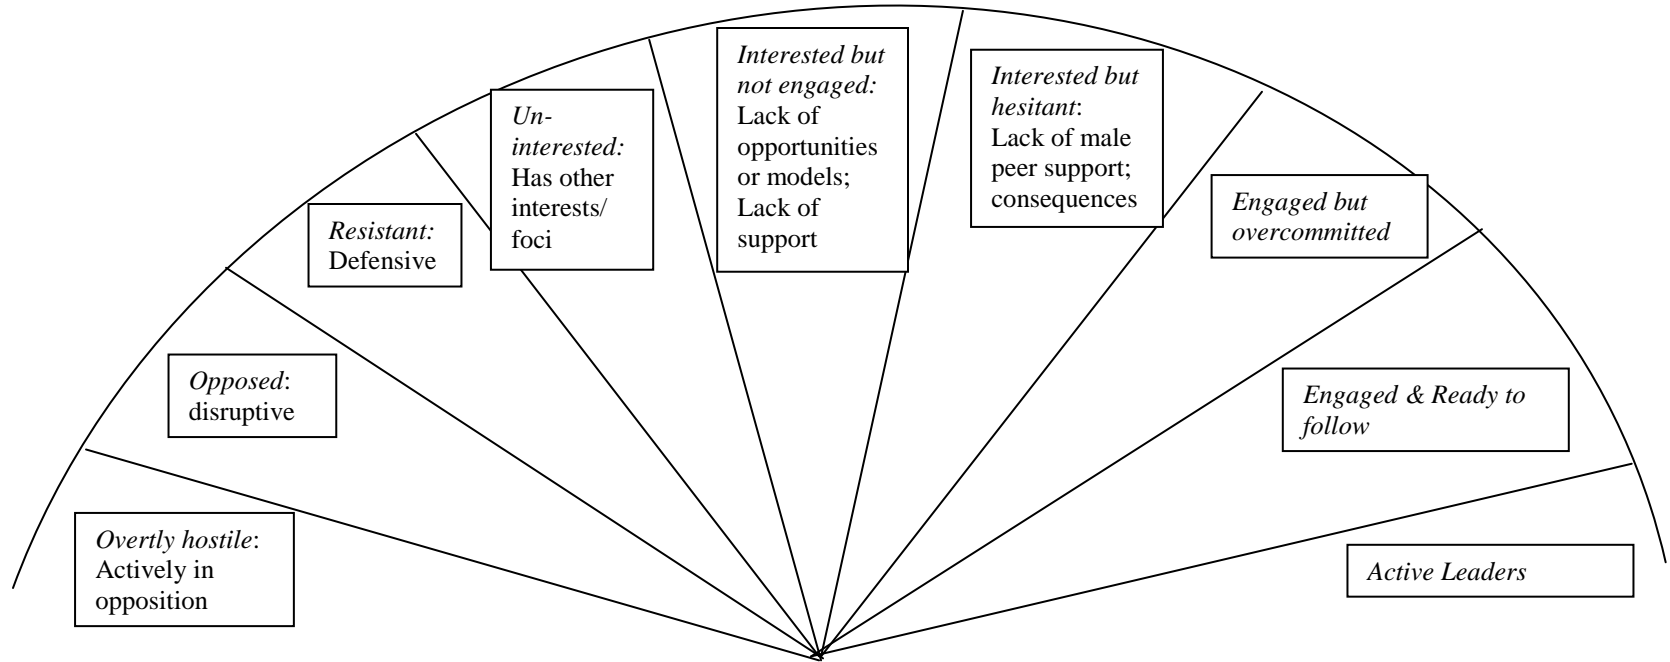 Overtly hostile:
Actively in
opposition
Opposed:
disruptive
Resistant:
Defensive
Un-
interested:
Has other
interests/
foci
Interested but
not engaged:
Lack of
opportunities
or models;
Lack of
support
Interested but
hesitant:
Lack of male
peer support;
consequences
Engaged but
overcommitted
Engaged & Ready to
follow
Active Leaders